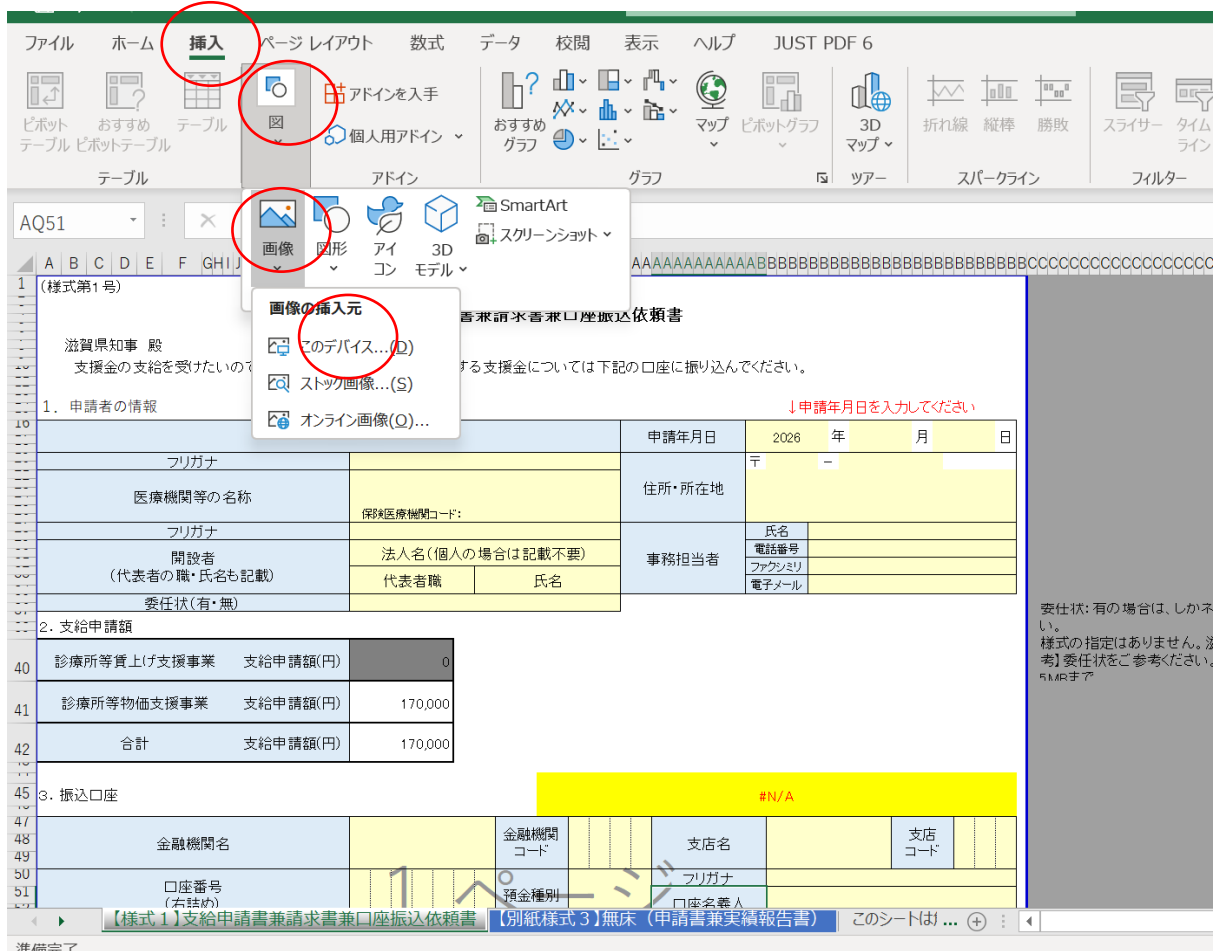 ファイル ホーム 挿入 ページ レイアウト 数式 データ 校閲 表示 ヘルプ JUST PDF 6
ピボットテーブル おすすめピボットテーブル テーブル 図 アドインを入手 個人用アドイン おすすめグラフ マップ ピボットグラフ 3Dマップ 折れ線 縦棒 勝敗 スライサー タイムライン
テーブル アドイン グラフ ツアー スパークライン フィルター
AQ51
画像 図形 アイコン 3Dモデル SmartArt
スクリーンショット
画像の挿入元
このデバイス...(D)
ストック画像...(S)
オンライン画像(O)...
A B C D E F GHI
1 (様式第1号)
書兼請求書兼口座振込依頼書
滋賀県知事 殿
支援金の支給を受けたいので
する支援金については下記の口座に振り込んでください。
1. 申請者の情報
↓申請年月日を入力してください
16
申請年月日 2026 年 月 日
フリガナ
住所・所在地 〒 −
医療機関等の名称
保険医療機関コード:
フリガナ
開設者
(代表者の職・氏名も記載)
法人名(個人の場合は記載不要)
代表者職 氏名
事務担当者
氏名
電話番号
ファクシミリ
電子メール
委任状(有・無)
委任状:有の場合は、しかネ
い。
様式の指定はありません。
考】委任状をご参考ください。
5MBまで
2. 支給申請額
40 診療所等賃上げ支援事業 支給申請額(円) 0
41 診療所等物価支援事業 支給申請額(円) 170,000
42 合計 支給申請額(円) 170,000
45 3. 振込口座
#N/A
47
48 金融機関名 金融機関コード 支店名 支店コード
49
50 フリガナ
51 口座番号 預金種別 口座名義人
(右詰め)
1 ページ
【様式1】支給申請書兼請求書兼口座振込依頼書 【別紙様式3】無床(申請書兼実績報告書) このシートは ...
準備完了